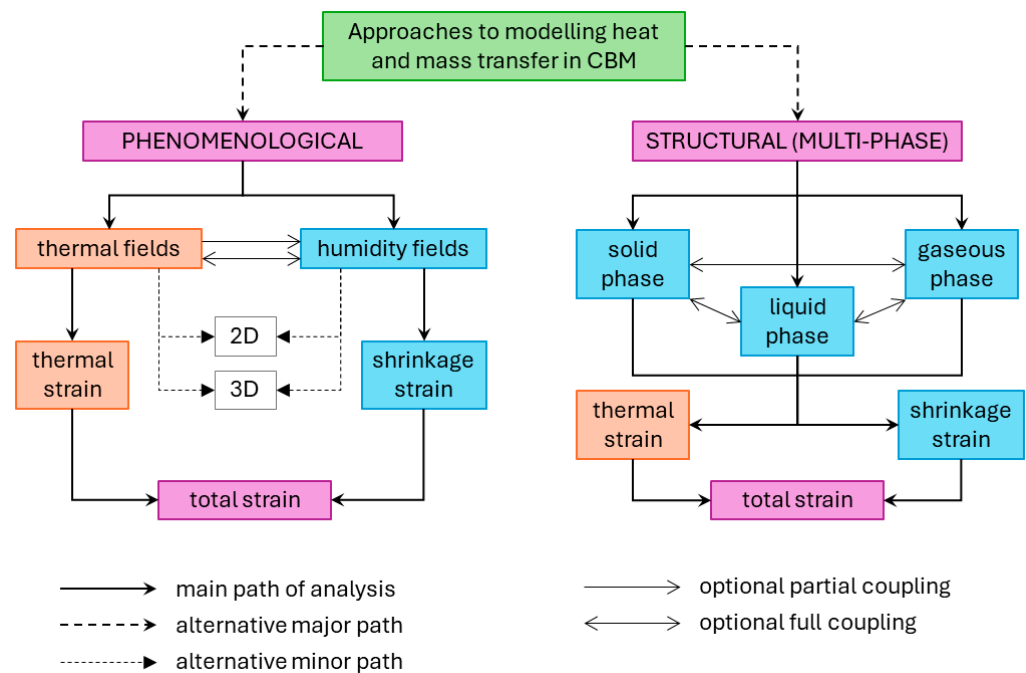 Approaches to modelling heat
and mass transfer in CBM
PHENOMENOLOGICAL
STRUCTURAL (MULTI-PHASE)
thermal fields
humidity fields
solid
phase
gaseous
phase
liquid
phase
2D
3D
thermal
strain
shrinkage
strain
thermal
strain
shrinkage
strain
total strain
total strain
main path of analysis
alternative major path
alternative minor path
optional partial coupling
optional full coupling